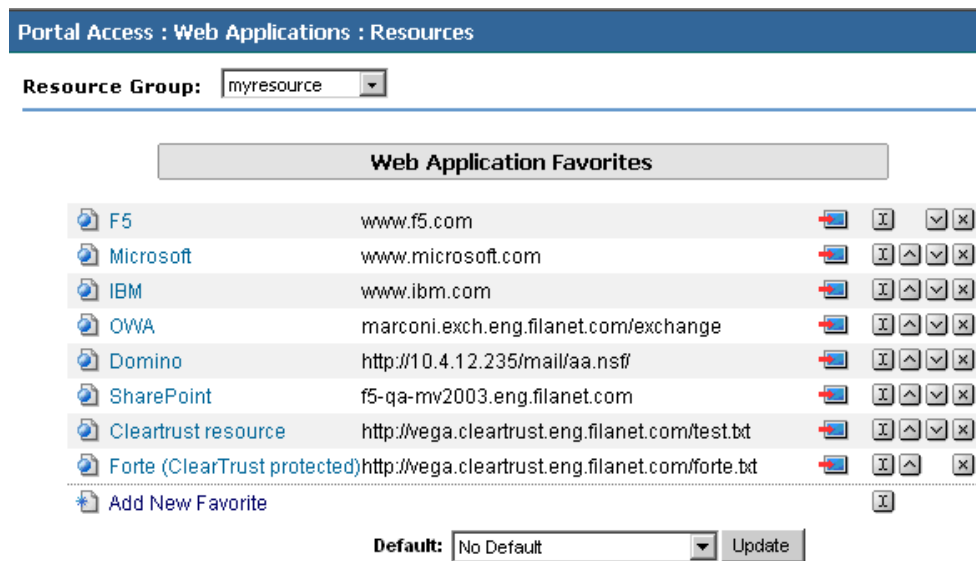 Portal Access : Web Applications : Resources
Resource Group: myresource
Web Application Favorites
F5 www.f5.com
Microsoft www.microsoft.com
IBM www.ibm.com
OWA marconi.exch.eng.filanet.com/exchange
Domino http://10.4.12.235/mail/aa.nsf/
SharePoint f5-qa-mv2003.eng.filanet.com
Cleartrust resource http://vega.cleartrust.eng.filanet.com/test.txt
Forte (ClearTrust protected)http://vega.cleartrust.eng.filanet.com/forte.txt
Add New Favorite
Default: No Default Update